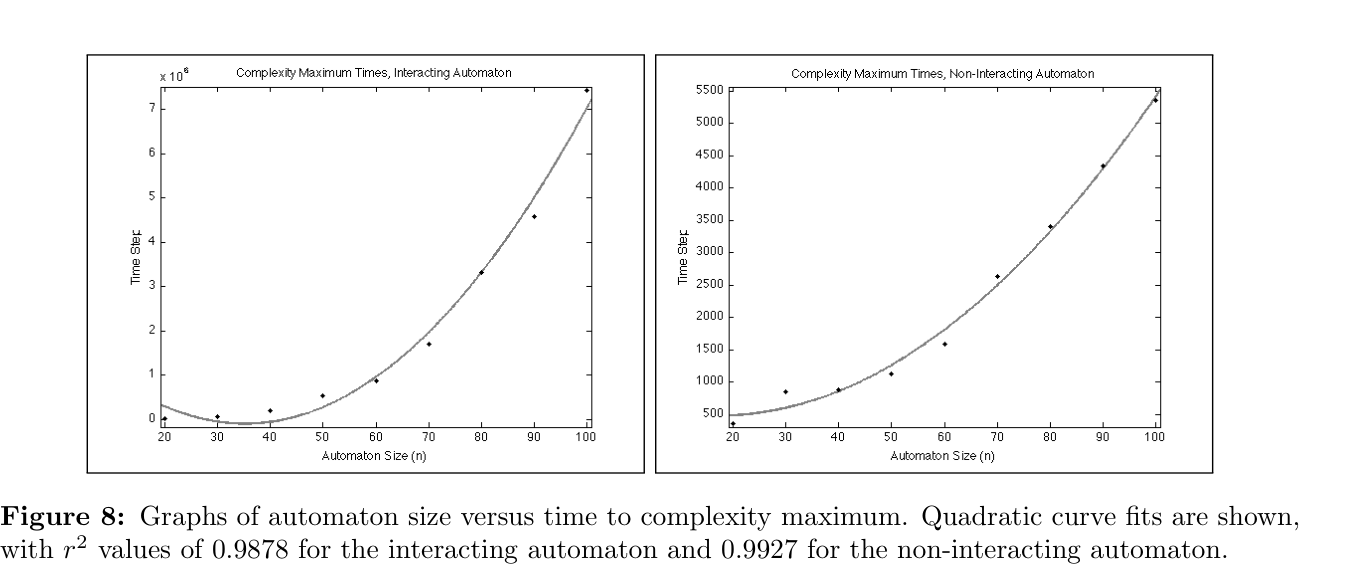 x 10^6
Complexity Maximum Times, Interacting Automaton
7
6
5
4
3
2
1
0
Time Step
20 30 40 50 60 70 80 90 100
Automaton Size (n)
Complexity Maximum Times, Non-Interacting Automaton
5500
5000
4500
4000
3500
3000
2500
2000
1500
1000
500
Time Step
20 30 40 50 60 70 80 90 100
Automaton Size (n)
Figure 8: Graphs of automaton size versus time to complexity maximum. Quadratic curve fits are shown,
with r² values of 0.9878 for the interacting automaton and 0.9927 for the non-interacting automaton.